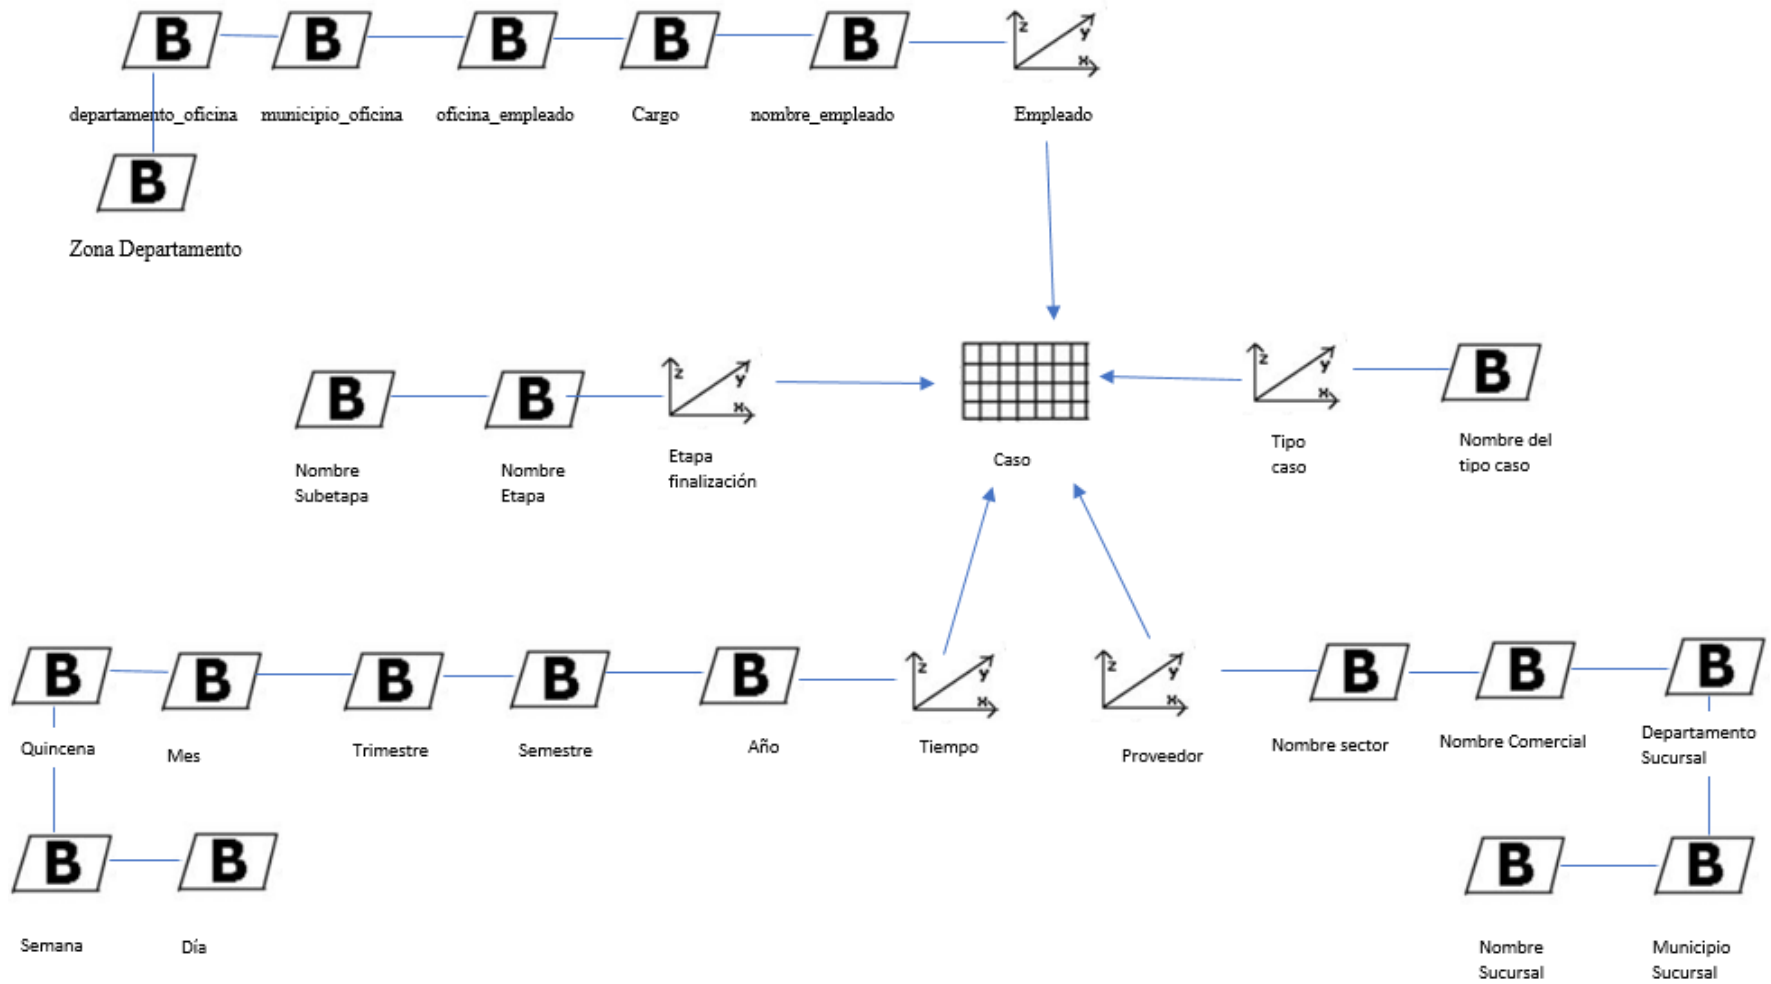 B B B B B z y x
departamento_oficina municipio_oficina oficina_empleado Cargo nombre_empleado Empleado
B
Zona Departamento
B B z y x z y x B
Nombre
Subetapa
Nombre
Etapa
Etapa
finalización
Caso
Tipo
caso
Nombre del
tipo caso
B B B B B z y x z y x B B B
Quincena Mes Trimestre Semestre Año Tiempo Proveedor Nombre sector Nombre Comercial
Departamento
Sucursal
B B B B
Semana Día
Nombre
Sucursal
Municipio
Sucursal